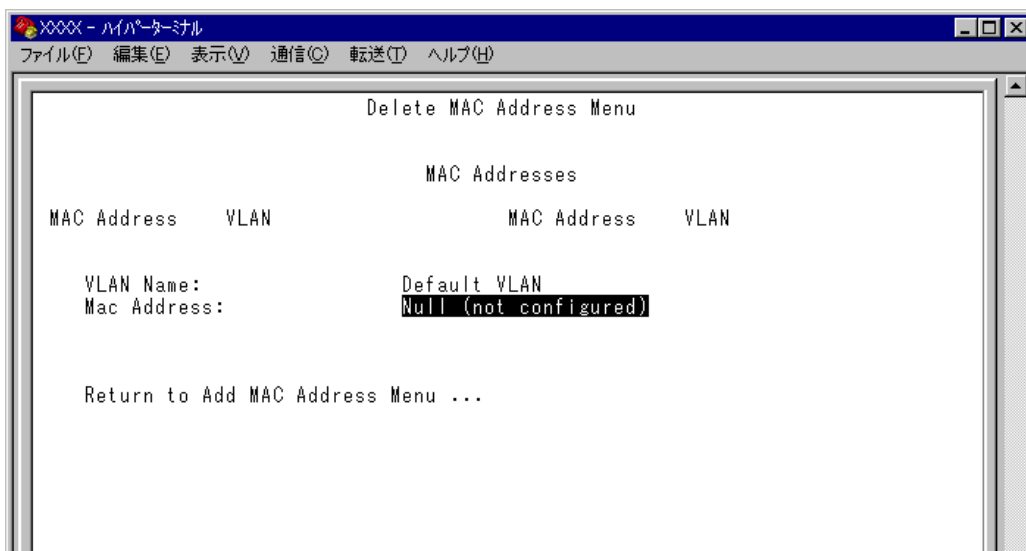 XXXX - ハイパーターミナル
ファイル(F) 編集(E) 表示(V) 通信(C) 転送(T) ヘルプ(H)
Delete MAC Address Menu
MAC Addresses
MAC Address VLAN MAC Address VLAN
VLAN Name: Default VLAN
Mac Address: Null (not configured)
Return to Add MAC Address Menu ...